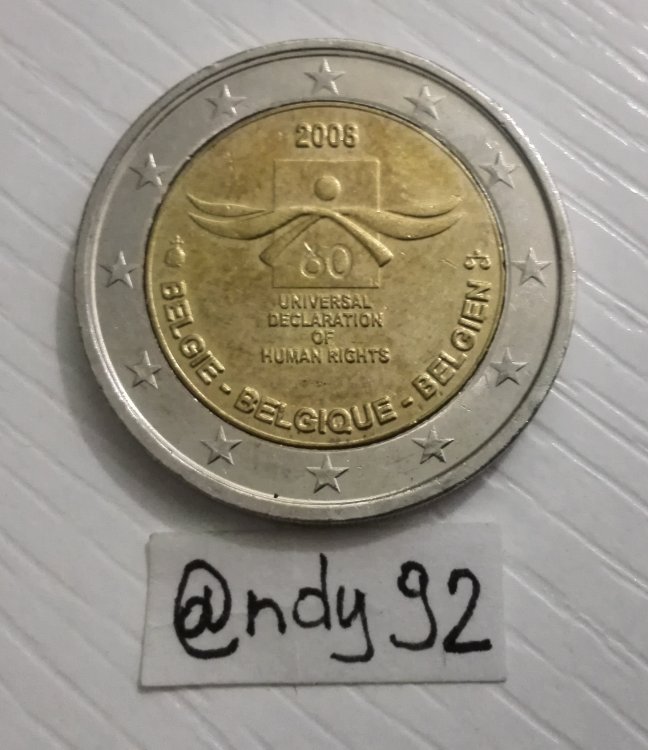 2008
60
UNIVERSAL
DECLARATION
OF
HUMAN RIGHTS
BELGIE - BELGIQUE - BELGIEN
@ndy92